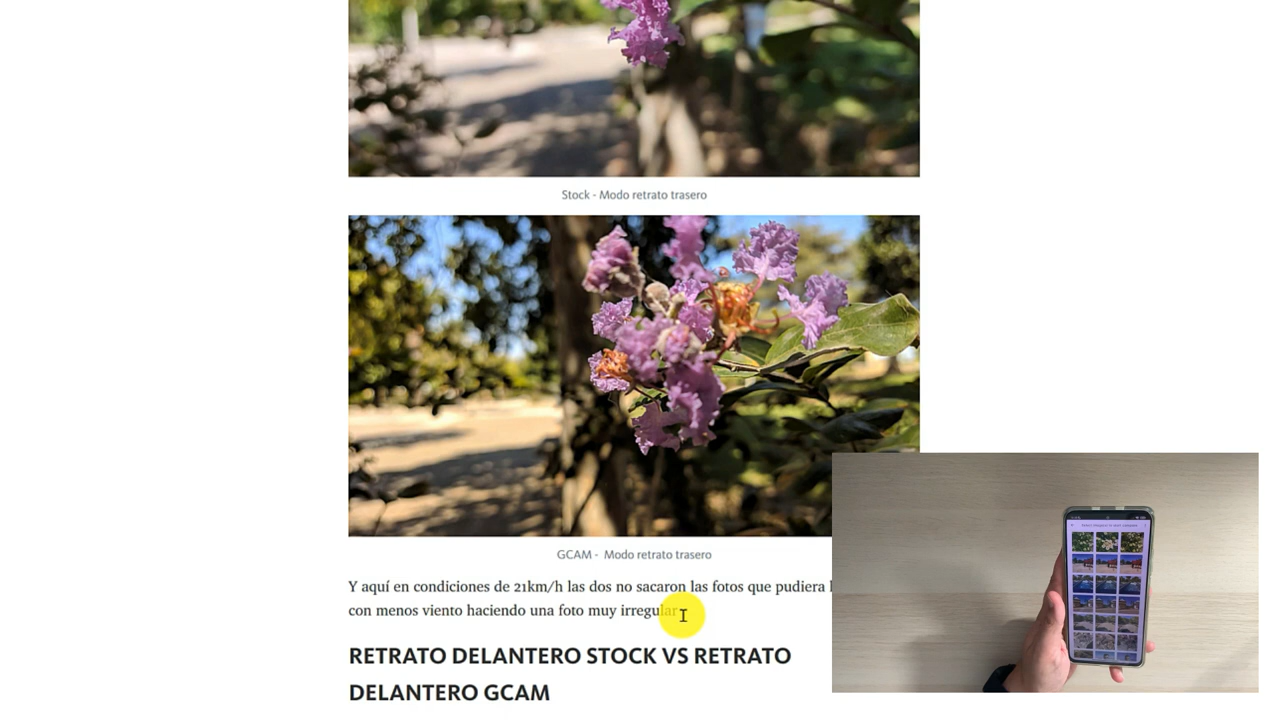 Stock - Modo retrato trasero
GCAM - Modo retrato trasero
Y aquí en condiciones de 21km/h las dos no sacaron las fotos que pudiera
con menos viento haciendo una foto muy irregular
RETRATO DELANTERO STOCK VS RETRATO
DELANTERO GCAM